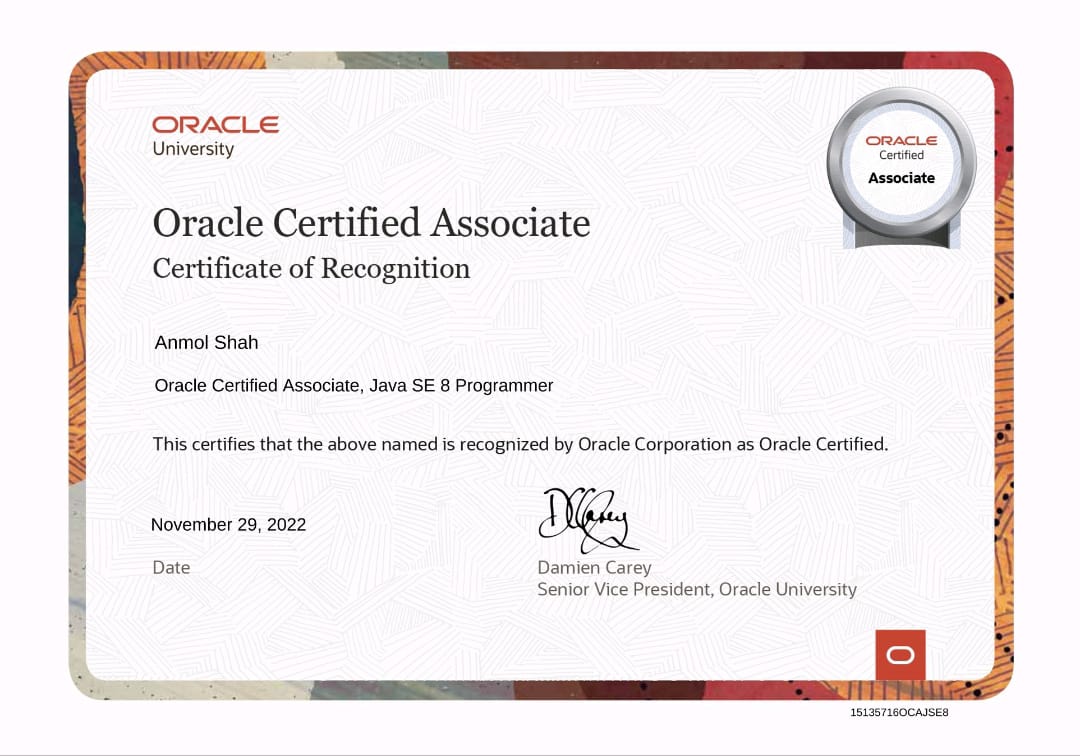 ORACLE
University
ORACLE
Certified
Associate
Oracle Certified Associate
Certificate of Recognition
Anmol Shah
Oracle Certified Associate, Java SE 8 Programmer
This certifies that the above named is recognized by Oracle Corporation as Oracle Certified.
November 29, 2022
Date
DCarey
Damien Carey
Senior Vice President, Oracle University
15135716OCAJSE8